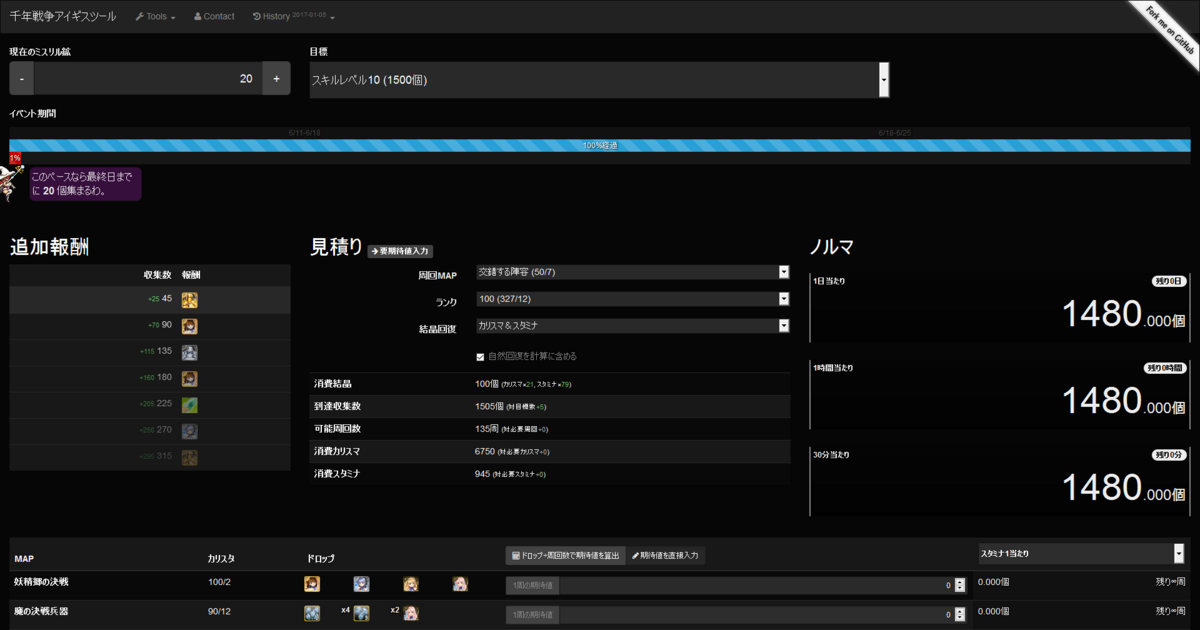 千年戦争アイギスツール Tools Contact History 2017-01-05
Fork me on GitHub
現在のミスリル鉱 目標
- 20 + スキルレベル10 (1500個)
イベント期間
6/11-6/18 6/18-6/25
100%経過
1%
このペースなら最終日まで
に 20 個集まるわ。
追加報酬
収集数 報酬
+25 45
+70 90
+115 135
+160 180
+205 225
+250 270
+295 315
見積り 要期待値入力
周回MAP 交錯する陣容 (50/7)
ランク 100 (327/12)
結晶回復 カリスマ&スタミナ
自然回復を計算に含める
消費結晶 100個 (カリスマ×21, スタミナ×79)
到達収集数 1505個 (対目標数+5)
可能周回数 135周 (対必要周回+0)
消費カリスマ 6750 (対必要カリスマ+0)
消費スタミナ 945 (対必要スタミナ+0)
ノルマ
1日当たり 残り0日
1480.000個
1時間当たり 残り0時間
1480.000個
30分当たり 残り0分
1480.000個
MAP カリスタ ドロップ ドロップ+周回数で期待値を算出 期待値を直接入力 スタミナ1当たり
妖精郷の決戦 100/2 1周の期待値 0 0.000個 残り∞周
魔の決戦兵器 90/12 x4 x2 1周の期待値 0 0.000個 残り∞周